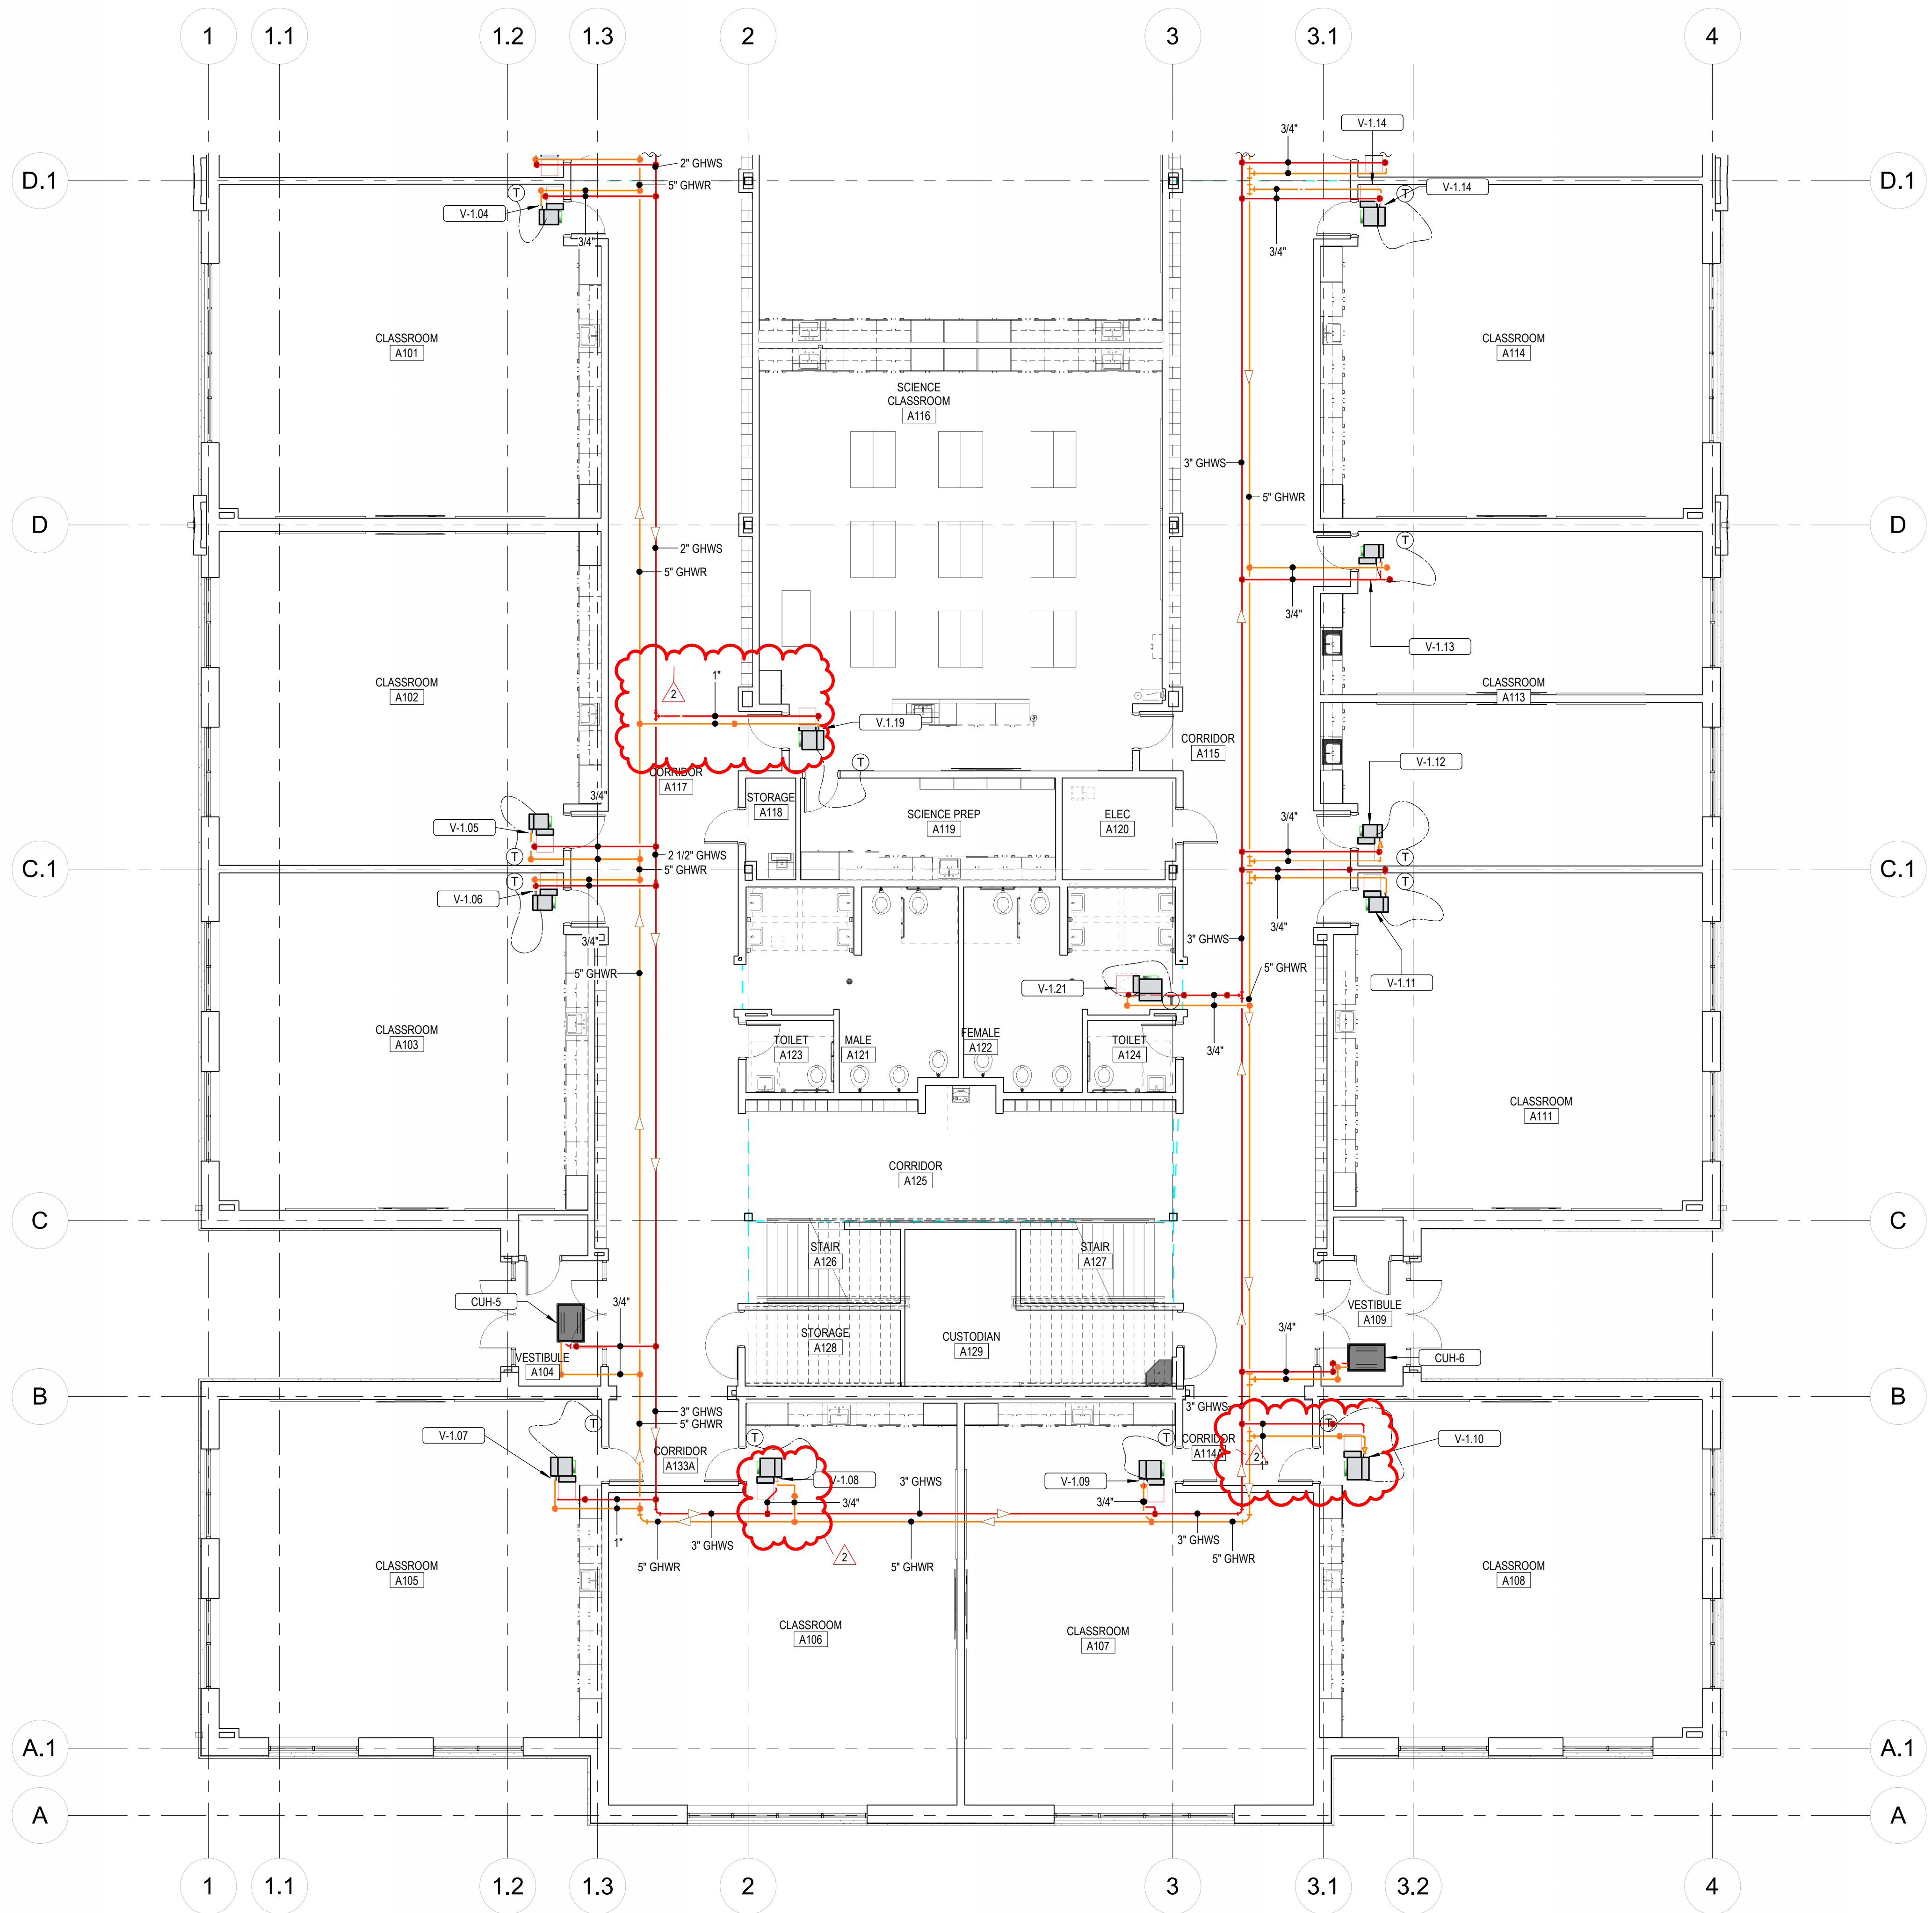 1
1.1
1.2
1.3
2
3
3.1
4
3/4"
V-1.14
D.1
2" GHWS
5" GHWR
T
V-1.04
3/4"
T
V-1.14
3/4"
D.1
CLASSROOM
A101
SCIENCE
CLASSROOM
A116
CLASSROOM
A114
3" GHWS
5" GHWR
D
2" GHWS
5" GHWR
T
D
3/4"
V-1.13
CLASSROOM
A102
2
1"
V.1.19
CLASSROOM
A113
CORRIDOR
A115
CORRIDOR
A117
T
V-1.12
3/4"
STORAGE
A118
SCIENCE PREP
A119
ELEC
A120
V-1.05
T
3/4"
T
2 1/2" GHWS
5" GHWR
C.1
C.1
T
V-1.06
3/4"
T
3/4"
3" GHWS
5" GHWR
5" GHWR
V-1.11
V-1.21
T
CLASSROOM
A103
TOILET
A123
MALE
A121
FEMALE
A122
TOILET
A124
3/4"
CLASSROOM
A111
CORRIDOR
A125
C
C
STAIR
A126
STAIR
A127
CUH-5
3/4"
VESTIBULE
A109
STORAGE
A128
CUSTODIAN
A129
3/4"
VESTIBULE
A104
CUH-6
B
B
3" GHWS
5" GHWR
3" GHWS
T
V-1.07
T
T
T
CORRIDOR
A133A
CORRIDOR
A114A
2
1"
V-1.10
V-1.08
3" GHWS
V-1.09
3/4"
3/4"
1"
3" GHWS
5" GHWR
2
5" GHWR
3" GHWS
5" GHWR
CLASSROOM
A105
CLASSROOM
A106
CLASSROOM
A107
CLASSROOM
A108
A.1
A.1
A
A
1
1.1
1.2
1.3
2
3
3.1
3.2
4